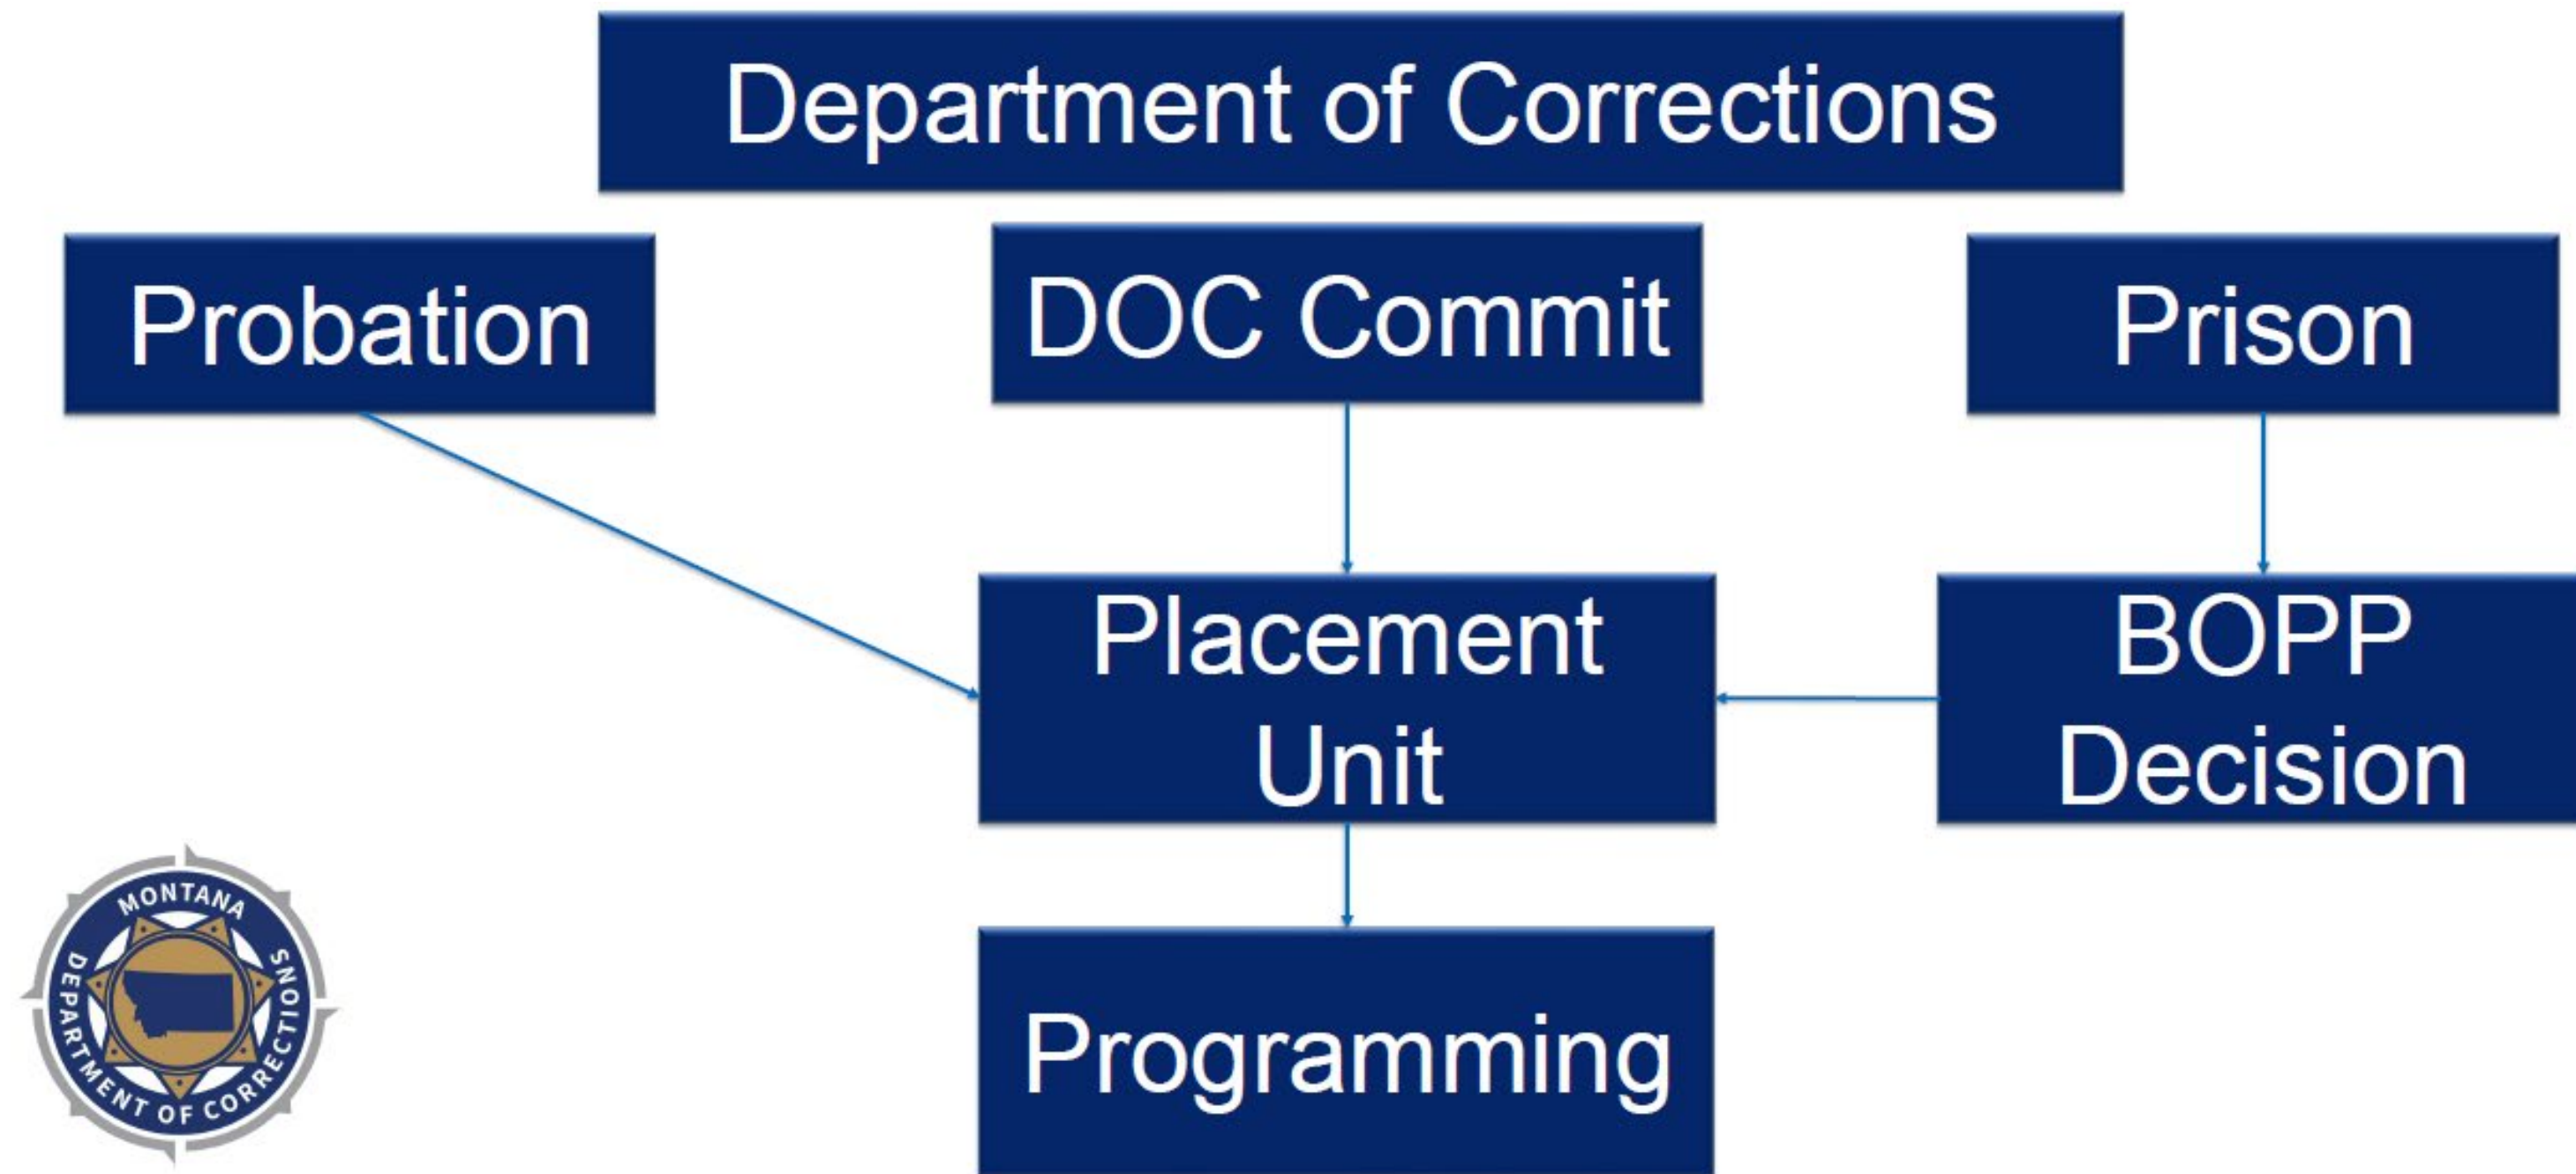 Department of Corrections
Probation
DOC Commit
Prison
Placement
Unit
BOPP
Decision
Programming
MONTANA
DEPARTMENT OF CORRECTIONS